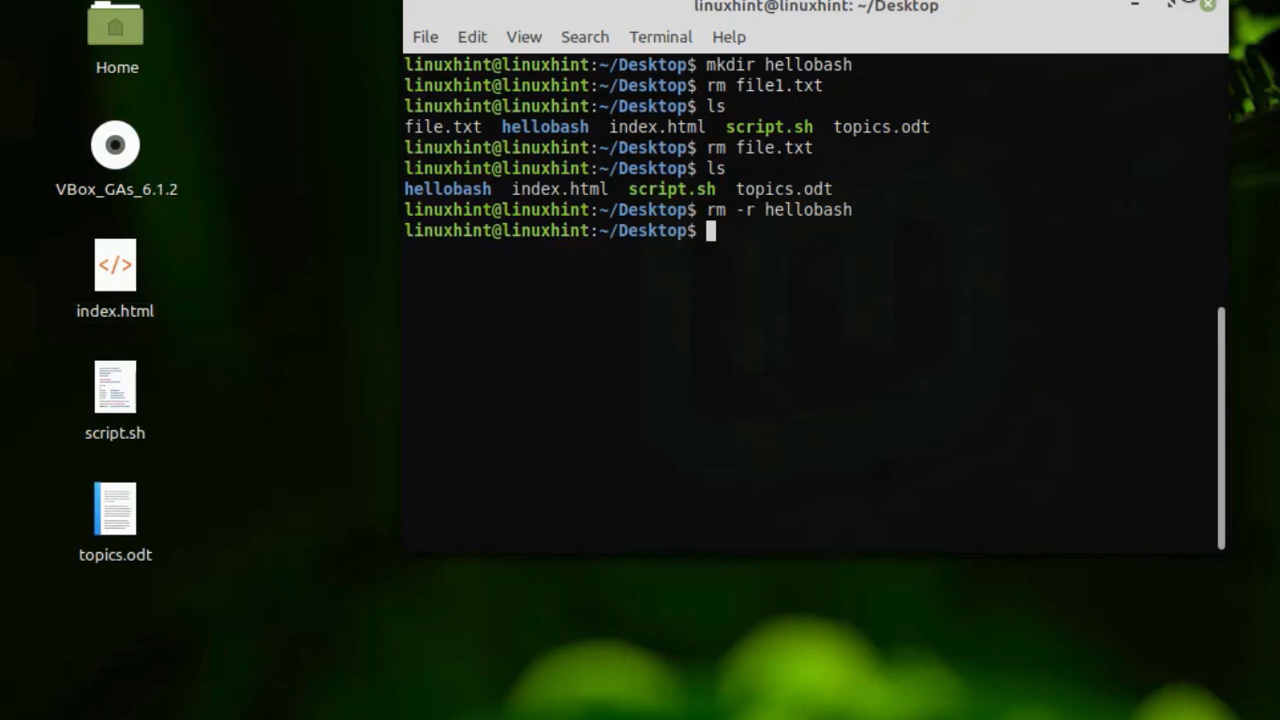 Home
VBox_GAs_6.1.2
index.html
script.sh
topics.odt
linuxhint@linuxhint: ~/Desktop
File Edit View Search Terminal Help
linuxhint@linuxhint:~/Desktop$ mkdir hellobash
linuxhint@linuxhint:~/Desktop$ rm file1.txt
linuxhint@linuxhint:~/Desktop$ ls
file.txt hellobash index.html script.sh topics.odt
linuxhint@linuxhint:~/Desktop$ rm file.txt
linuxhint@linuxhint:~/Desktop$ ls
hellobash index.html script.sh topics.odt
linuxhint@linuxhint:~/Desktop$ rm -r hellobash
linuxhint@linuxhint:~/Desktop$